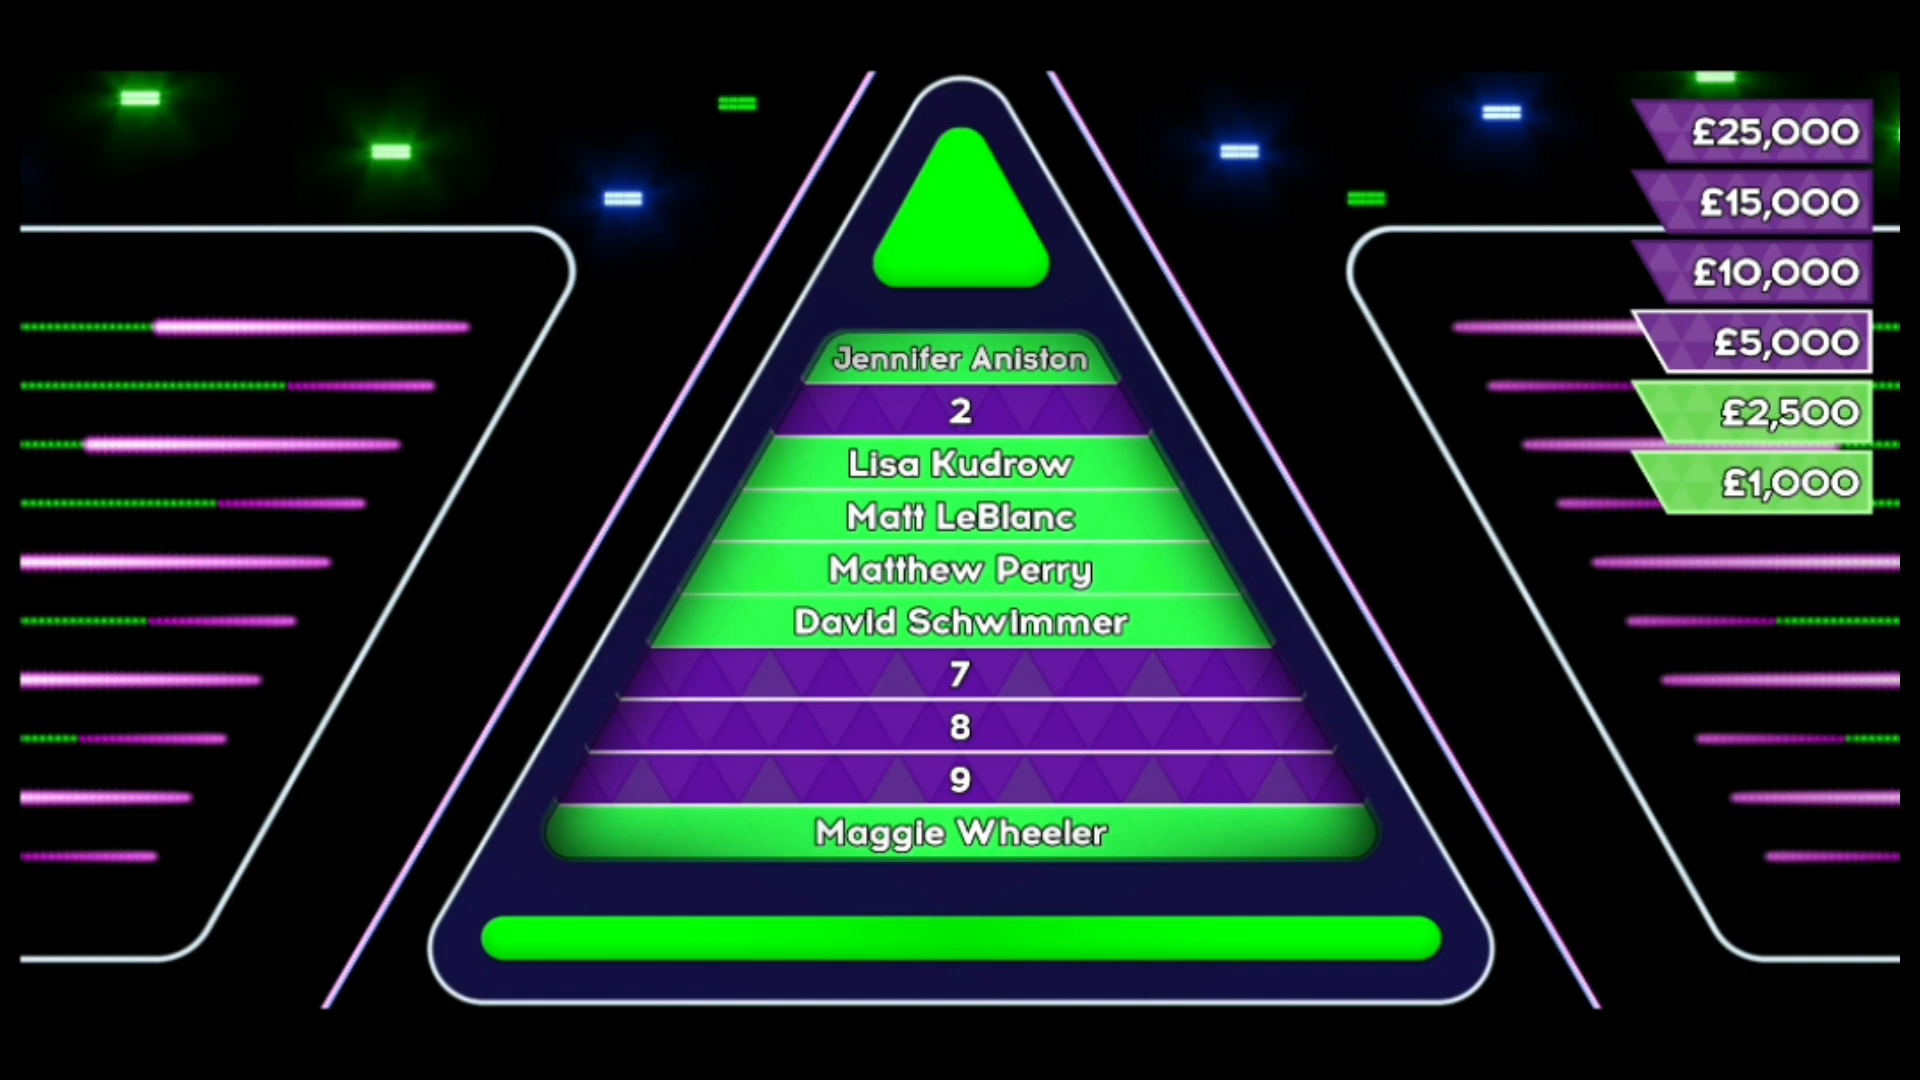 £25,000
£15,000
£10,000
£5,000
£2,500
£1,000
Jennifer Aniston
2
Lisa Kudrow
Matt LeBlanc
Matthew Perry
David Schwimmer
7
8
9
Maggie Wheeler